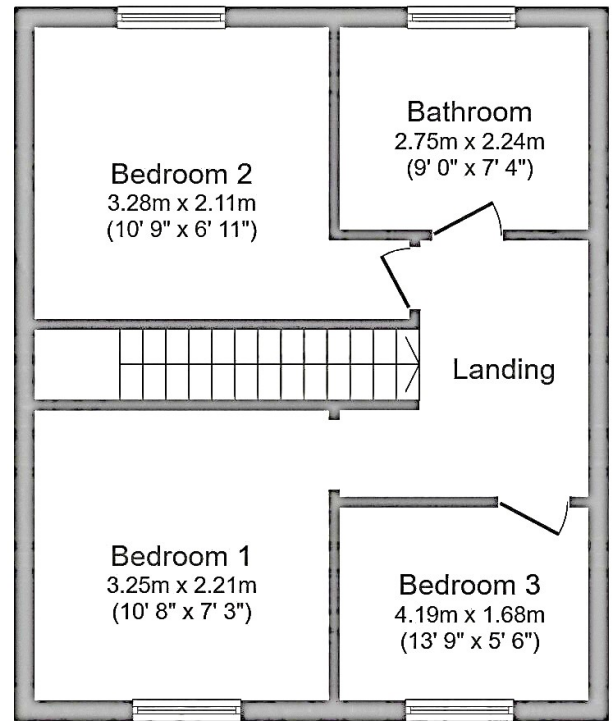 Bathroom
2.75m x 2.24m
(9' 0" x 7' 4")
Bedroom 2
3.28m x 2.11m
(10' 9" x 6' 11")
Landing
Bedroom 1
3.25m x 2.21m
(10' 8" x 7' 3")
Bedroom 3
4.19m x 1.68m
(13' 9" x 5' 6")